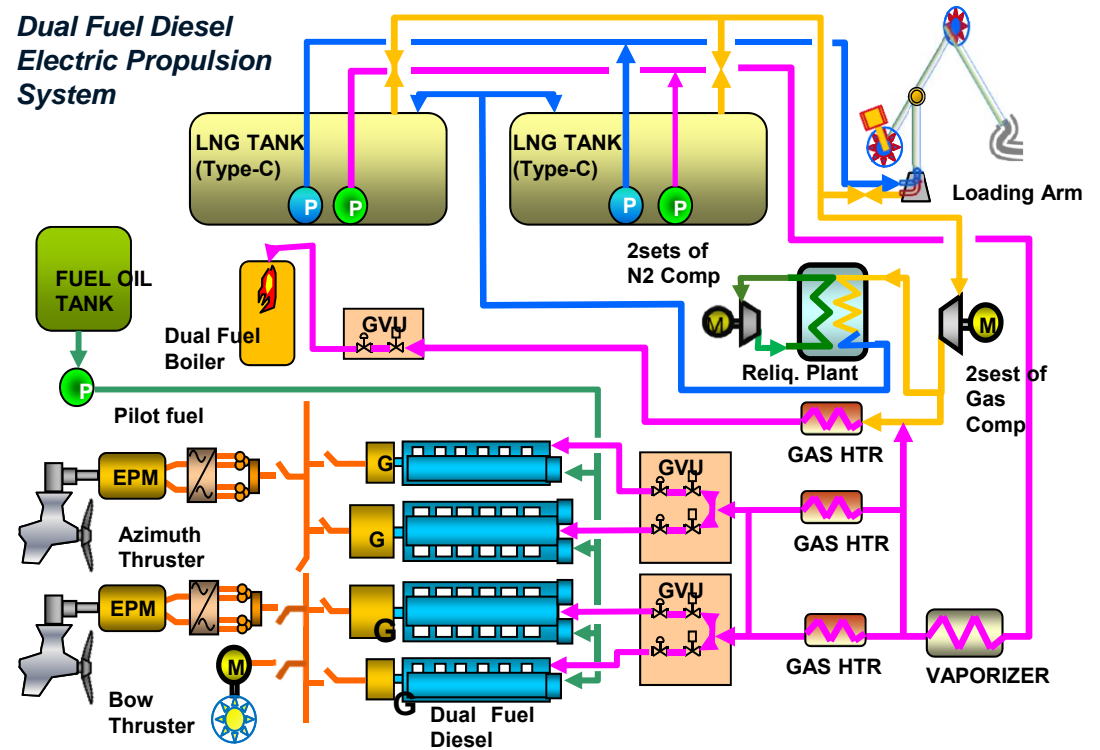 Dual Fuel Diesel
Electric Propulsion
System
LNG TANK
(Type-C)
P
P
LNG TANK
(Type-C)
P
P
Loading Arm
FUEL OIL
TANK
P
Pilot fuel
Dual Fuel
Boiler
GVU
2sets of
N2 Comp
M
Reliq. Plant
M
2sest of
Gas
Comp
GAS HTR
GAS HTR
GAS HTR
VAPORIZER
GVU
GVU
EPM
Azimuth
Thruster
EPM
M
Bow
Thruster
G
G
G
G
Dual Fuel
Diesel